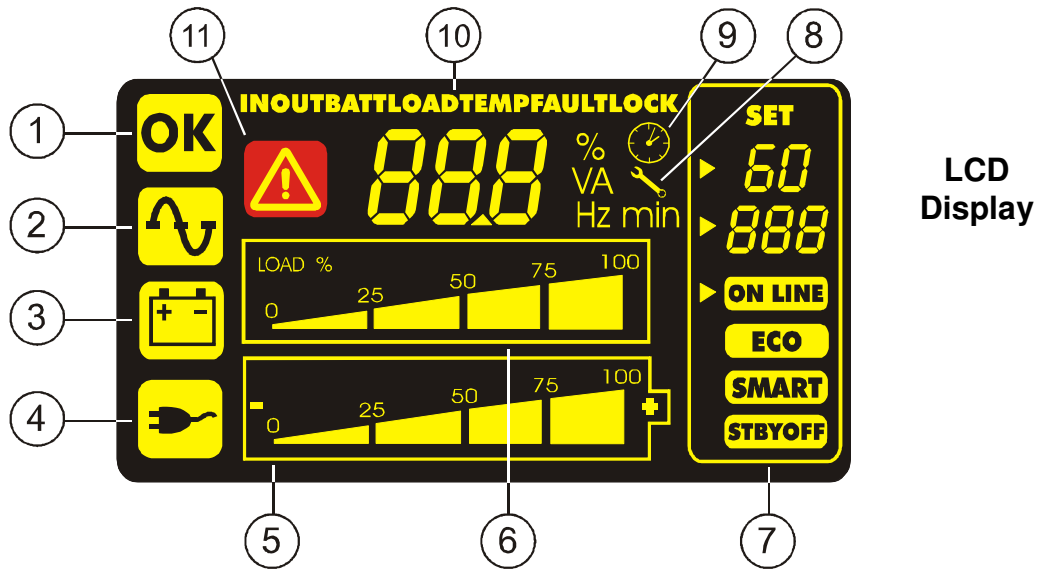 11
10
9
8
1
2
3
4
OK
INOUTBATTLOADTEMPFAULTLOCK
888
%
VA
Hz min
LOAD %
0 25 50 75 100
- +
0 25 50 75 100
+ -
SET
60
888
ON LINE
ECO
SMART
STBYOFF
5
6
7
LCD
Display